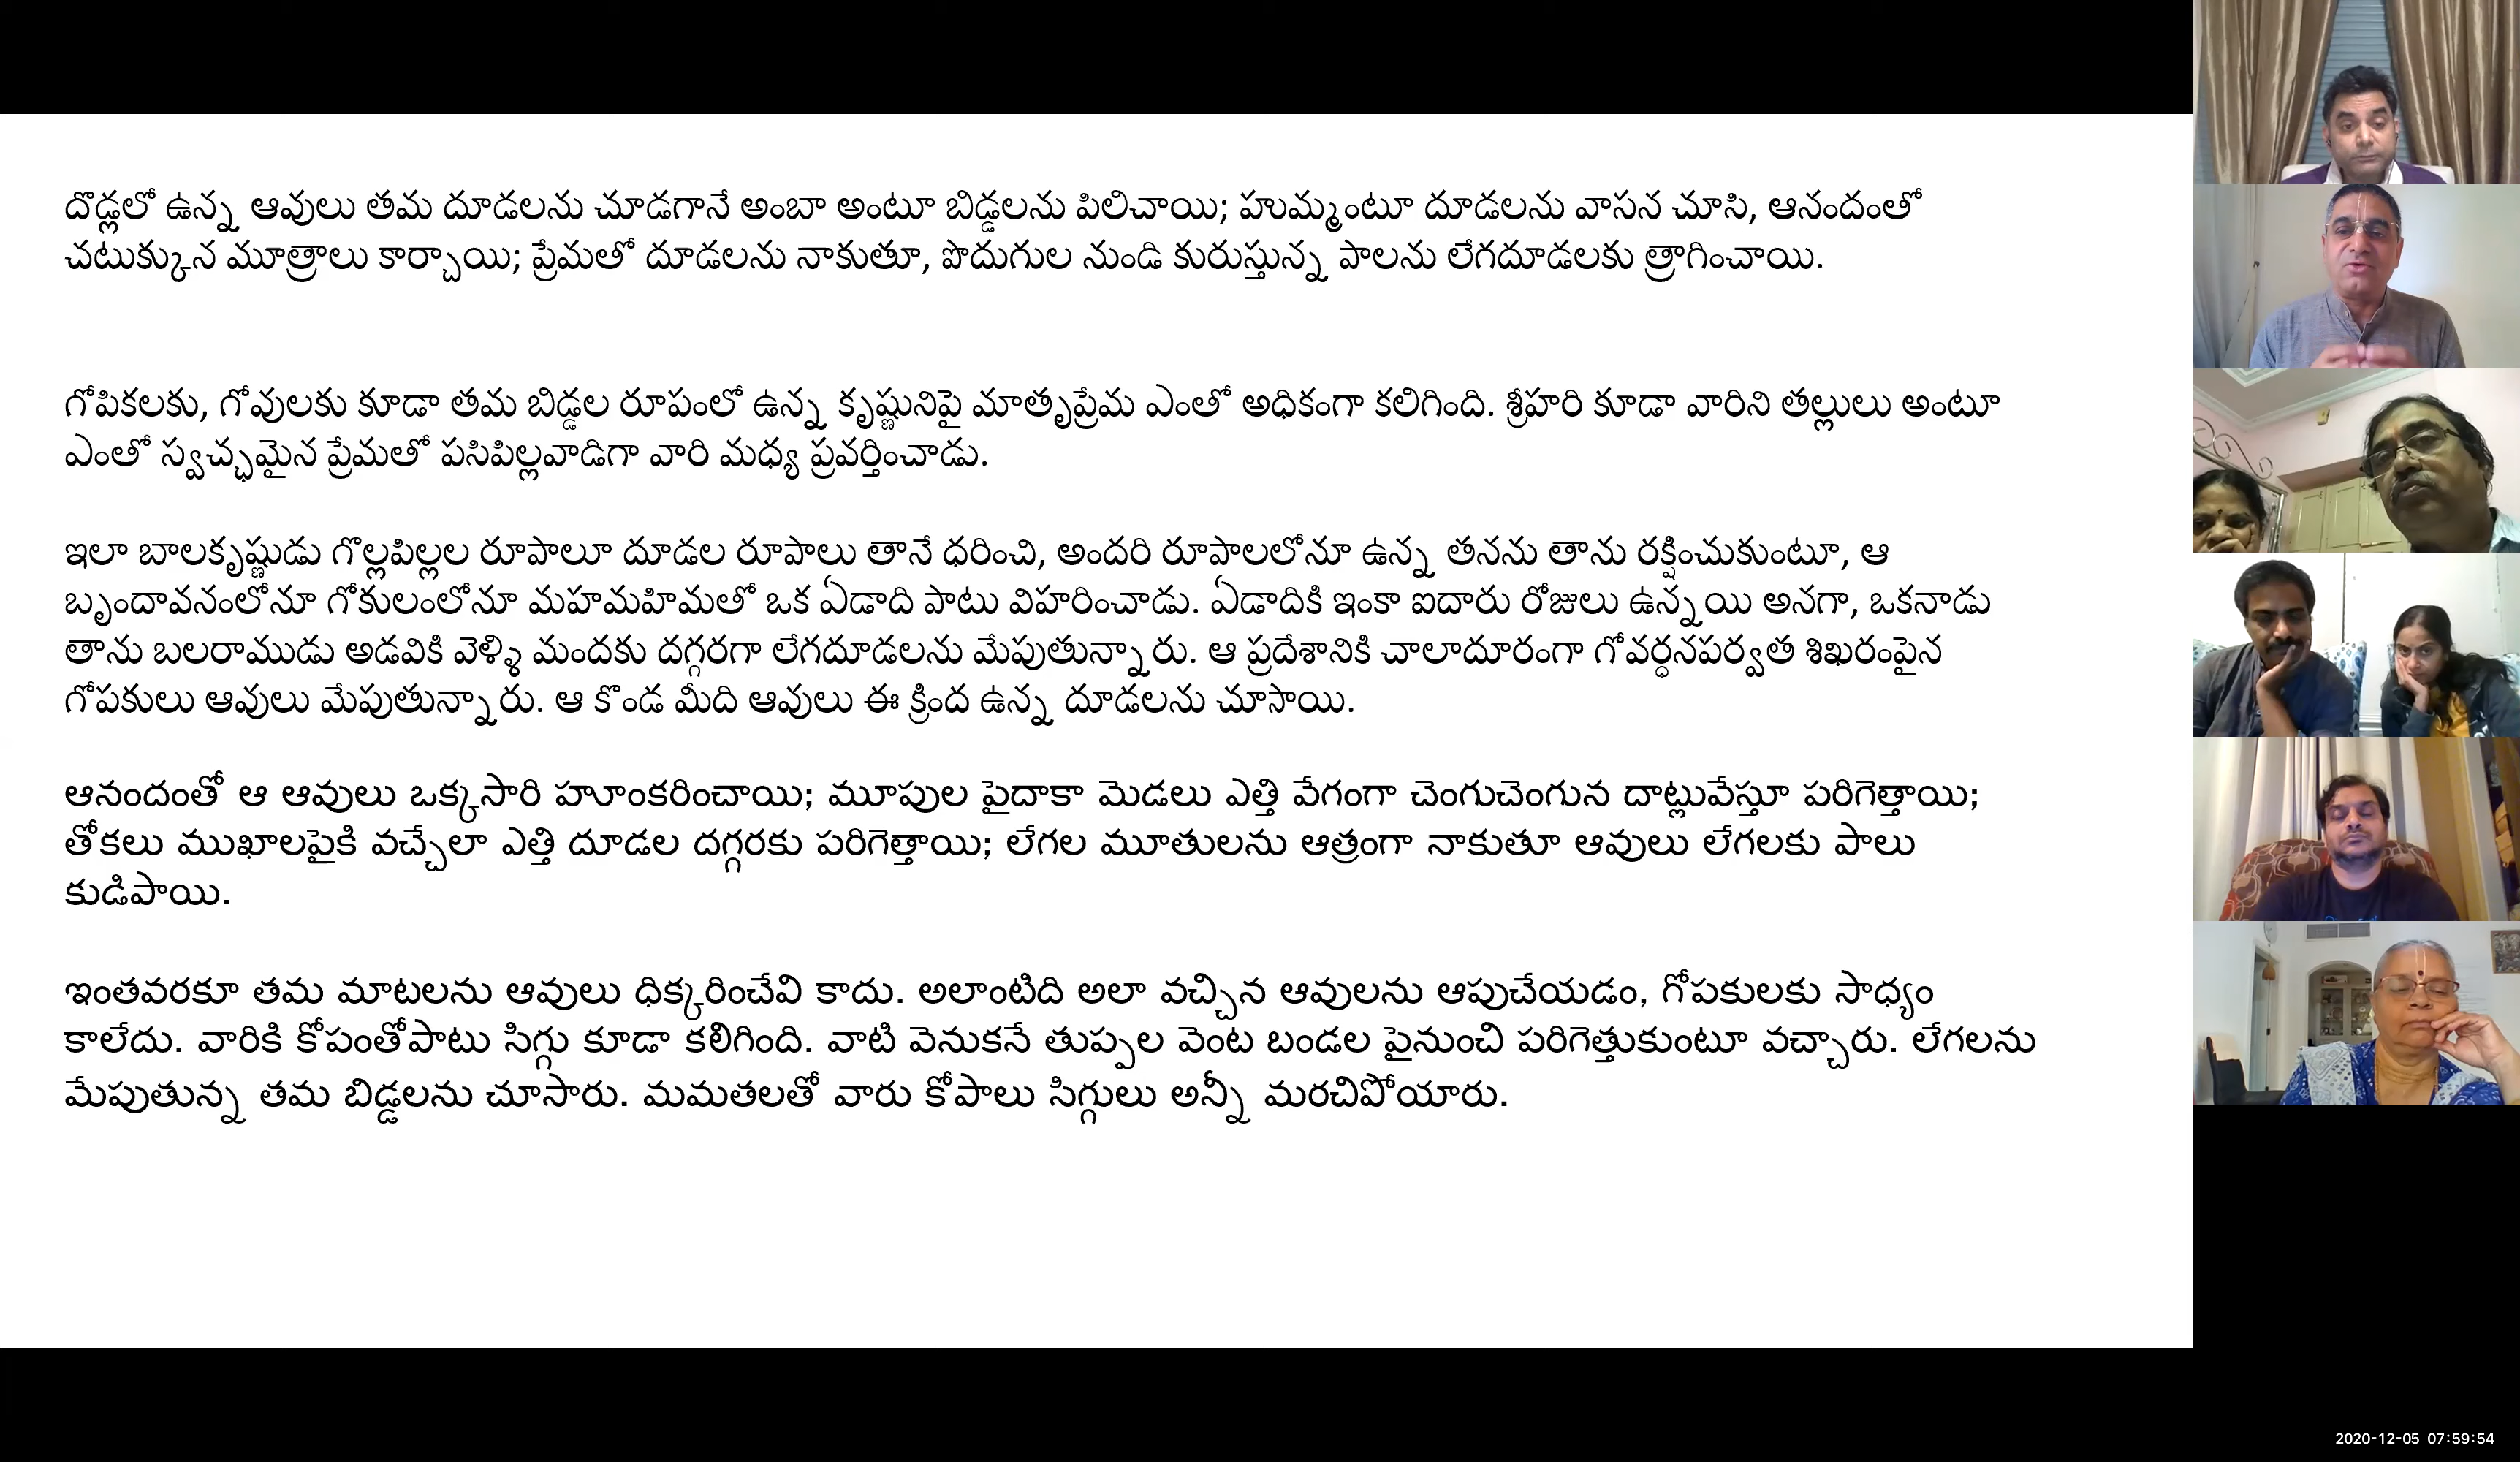 దొడ్లలో ఉన్న ఆవులు తమ దూడలను చూడగానే అంబా అంటూ బిడ్డలను పిలిచాయి; హుమ్మంటూ దూడలను వాసన చూసి, ఆనందంతో
చటుక్కున మూత్రాలు కార్చాయి; ప్రేమతో దూడలను నాకుతూ, పొదుగుల నుండి కురుస్తున్న పాలను లేగదూడలకు త్రాగించాయి.
గోపికలకు, గోవులకు కూడా తమ బిడ్డల రూపంలో ఉన్న కృష్ణునిపై మాతృప్రేమ ఎంతో అధికంగా కలిగింది. శ్రీహరి కూడా వారిని తల్లులు అంటూ
ఎంతో స్వచ్ఛమైన ప్రేమతో పసిపిల్లవాడిగా వారి మధ్య ప్రవర్తించాడు.
ఇలా బాలకృష్ణుడు గొల్లపిల్లల రూపాలూ దూడల రూపాలు తానే ధరించి, అందరి రూపాలలోనూ ఉన్న తనను తాను రక్షించుకుంటూ, ఆ
బృందావనంలోనూ గోకులంలోనూ మహమహిమతో ఒక ఏడాది పాటు విహరించాడు. ఏడాదికి ఇంకా ఐదారు రోజులు ఉన్నయి అనగా, ఒకనాడు
తాను బలరాముడు అడవికి వెళ్ళి మందకు దగ్గరగా లేగదూడలను మేపుతున్నారు. ఆ ప్రదేశానికి చాలాదూరంగా గోవర్ధనపర్వత శిఖరంపైన
గోపకులు ఆవులు మేపుతున్నారు. ఆ కొండ మీది ఆవులు ఈ క్రింద ఉన్న దూడలను చూసాయి.
ఆనందంతో ఆ ఆవులు ఒక్కసారి హూంకరించాయి; మూపుల పైదాకా మెడలు ఎత్తి వేగంగా చెంగుచెంగున దాట్లువేస్తూ పరిగెత్తాయి;
తోకలు ముఖాలపైకి వచ్చేలా ఎత్తి దూడల దగ్గరకు పరిగెత్తాయి; లేగల మూతులను ఆత్రంగా నాకుతూ ఆవులు లేగలకు పాలు
కుడిపాయి.
ఇంతవరకూ తమ మాటలను ఆవులు ధిక్కరించేవి కాదు. అలాంటిది అలా వచ్చిన ఆవులను ఆపుచేయడం, గోపకులకు సాధ్యం
కాలేదు. వారికి కోపంతోపాటు సిగ్గు కూడా కలిగింది. వాటి వెనుకనే తుప్పల వెంట బండల పైనుంచి పరిగెత్తుకుంటూ వచ్చారు. లేగలను
మేపుతున్న తమ బిడ్డలను చూసారు. మమతలతో వారు కోపాలు సిగ్గులు అన్నీ మరచిపోయారు.
2020-12-05 07:59:54